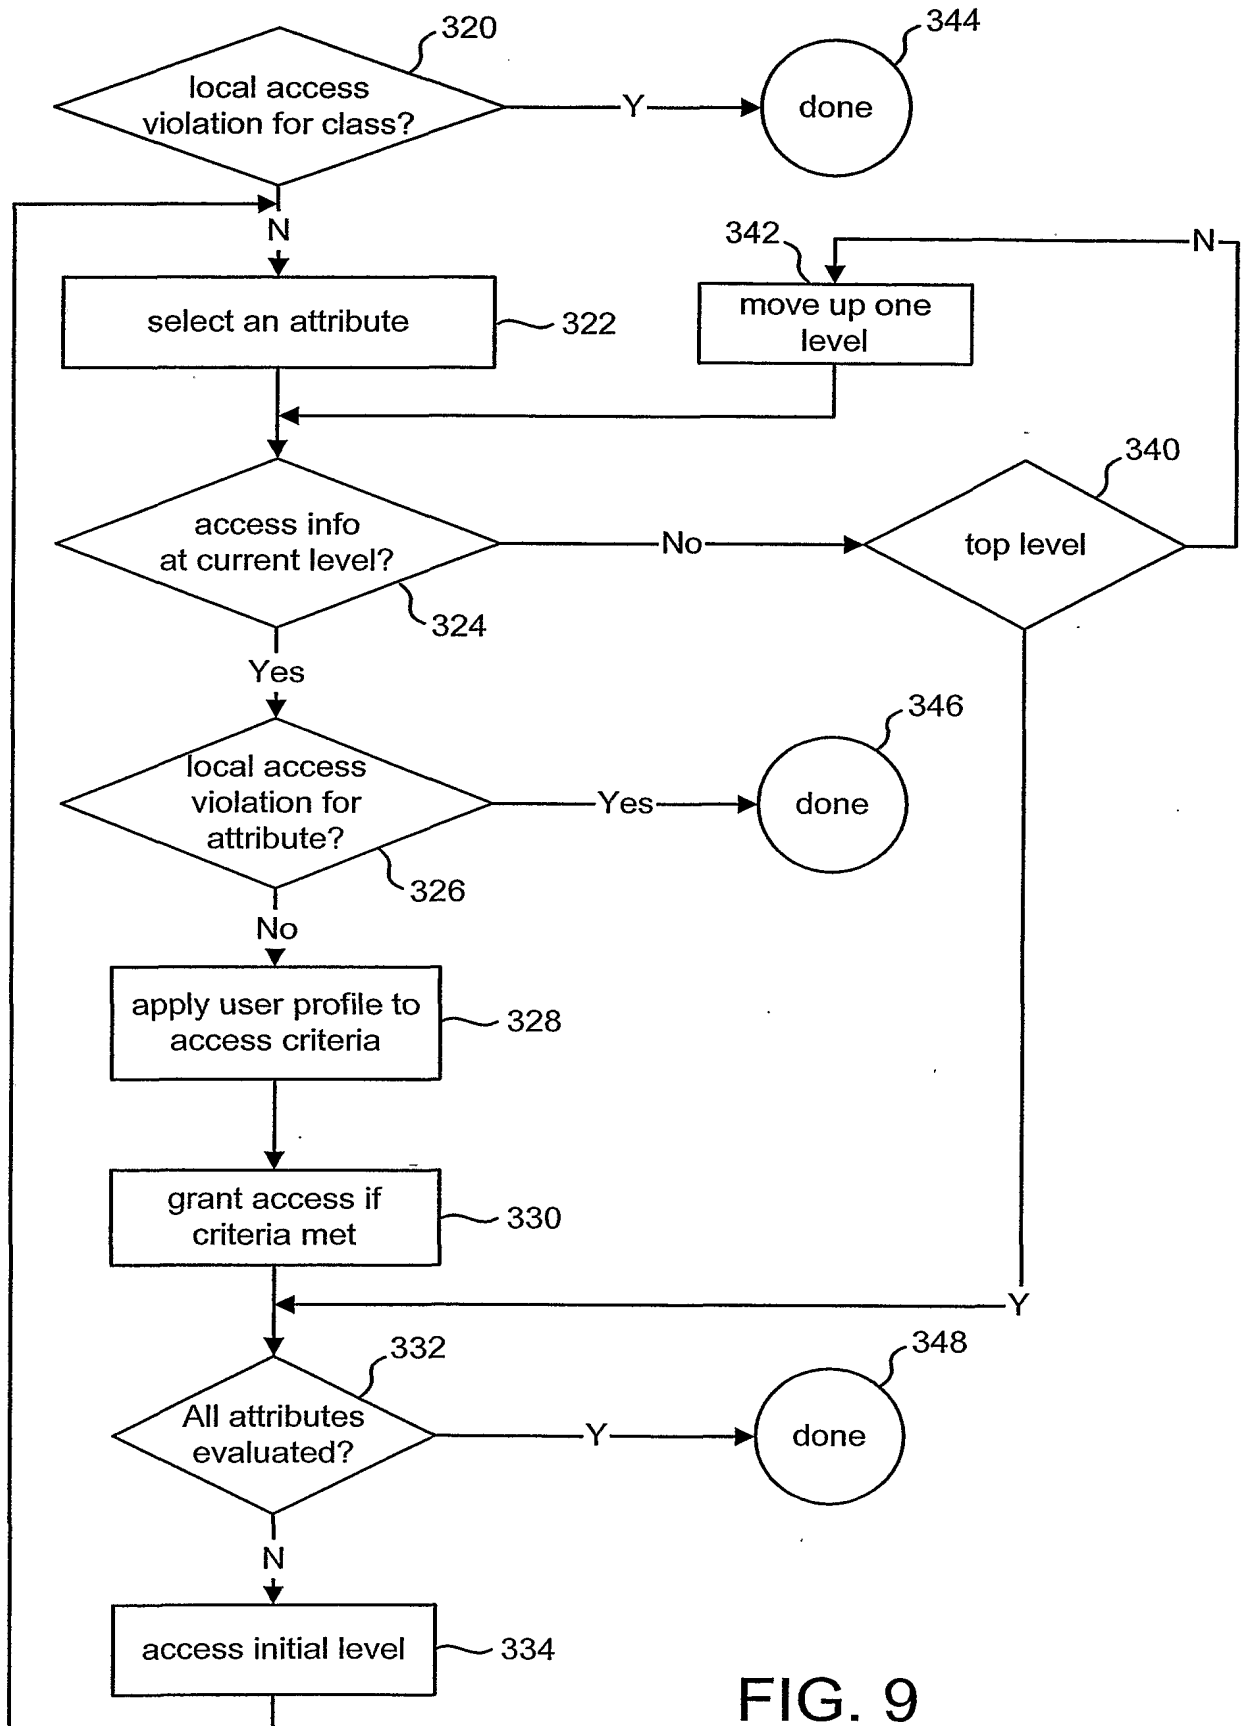 320
344
local access
violation for class?
Y
done
N
342
N
select an attribute
322
move up one
level
340
access info
at current level?
No
top level
324
Yes
346
local access
violation for
attribute?
Yes
done
326
No
apply user profile to
access criteria
328
grant access if
criteria met
330
Y
332
348
All attributes
evaluated?
Y
done
N
access initial level
334
FIG. 9